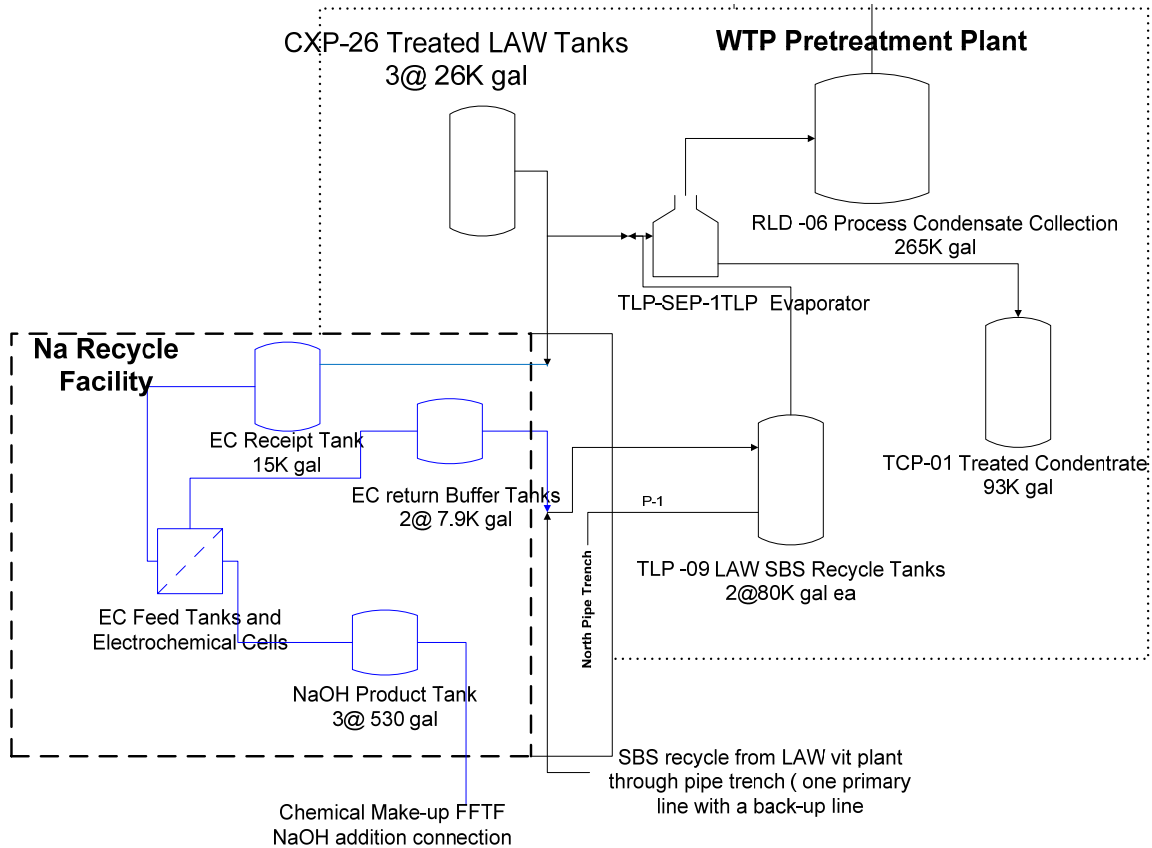 CXP-26 Treated LAW Tanks
3@ 26K gal
WTP Pretreatment Plant
RLD -06 Process Condensate Collection
265K gal
TLP-SEP-1TLP  Evaporator
Na Recycle
Facility
EC Receipt Tank
15K gal
EC return Buffer Tanks
2@ 7.9K gal
P-1
North Pipe Trench
TCP-01 Treated Condentrate
93K gal
TLP -09 LAW SBS Recycle Tanks
2@80K gal ea
EC Feed Tanks and
Electrochemical Cells
NaOH Product Tank
3@ 530 gal
SBS recycle from LAW vit plant
through pipe trench ( one primary
line with a back-up line
Chemical Make-up FFTF
NaOH addition connection